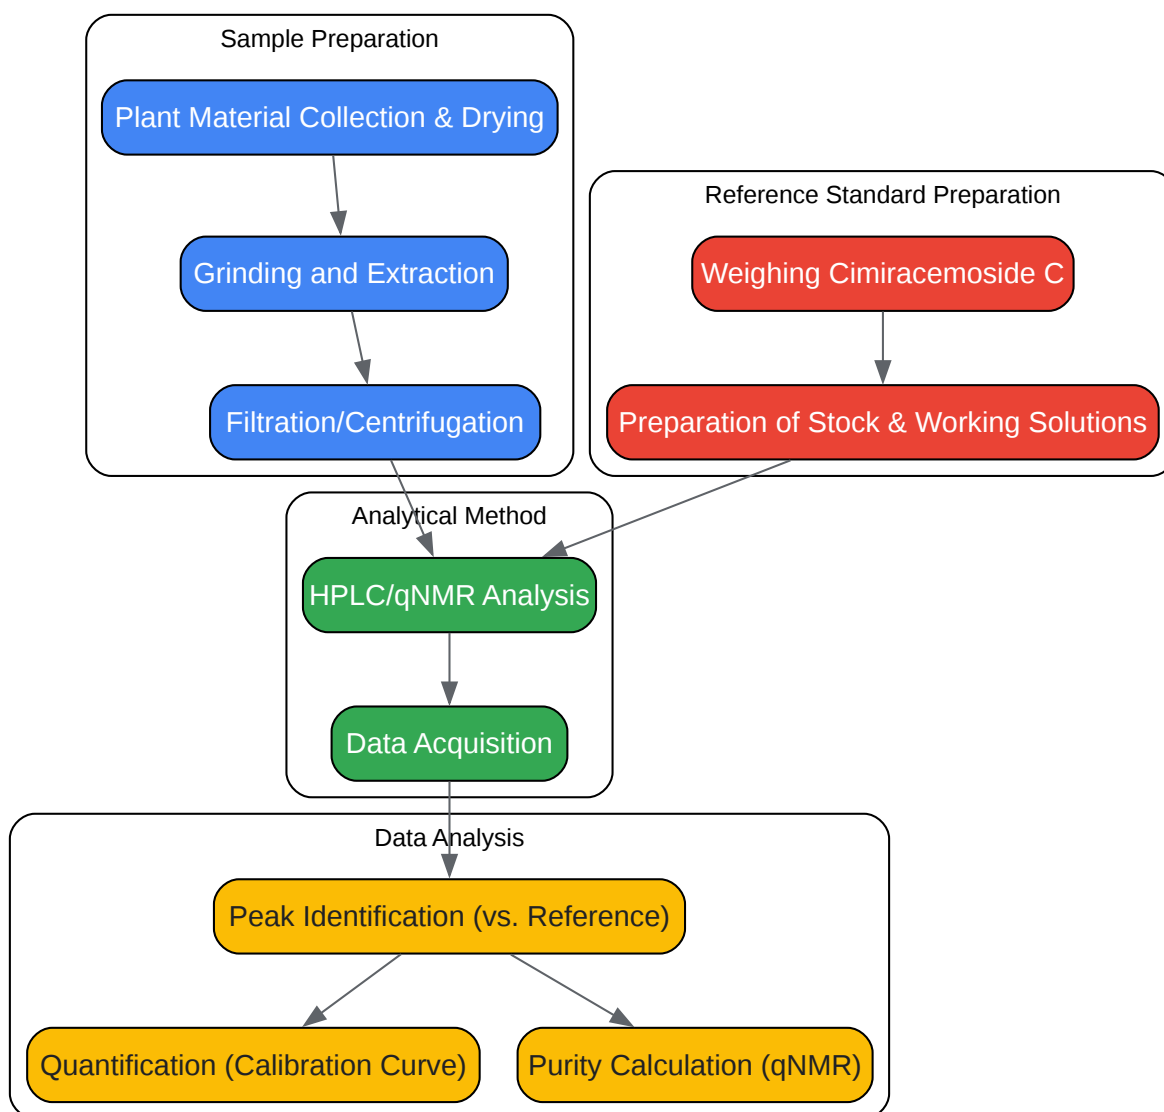 Sample Preparation
Plant Material Collection & Drying
Grinding and Extraction
Filtration/Centrifugation
Reference Standard Preparation
Weighing Cimiracemoside C
Preparation of Stock & Working Solutions
Analytical Method
HPLC/qNMR Analysis
Data Acquisition
Data Analysis
Peak Identification (vs. Reference)
Quantification (Calibration Curve)
Purity Calculation (qNMR)